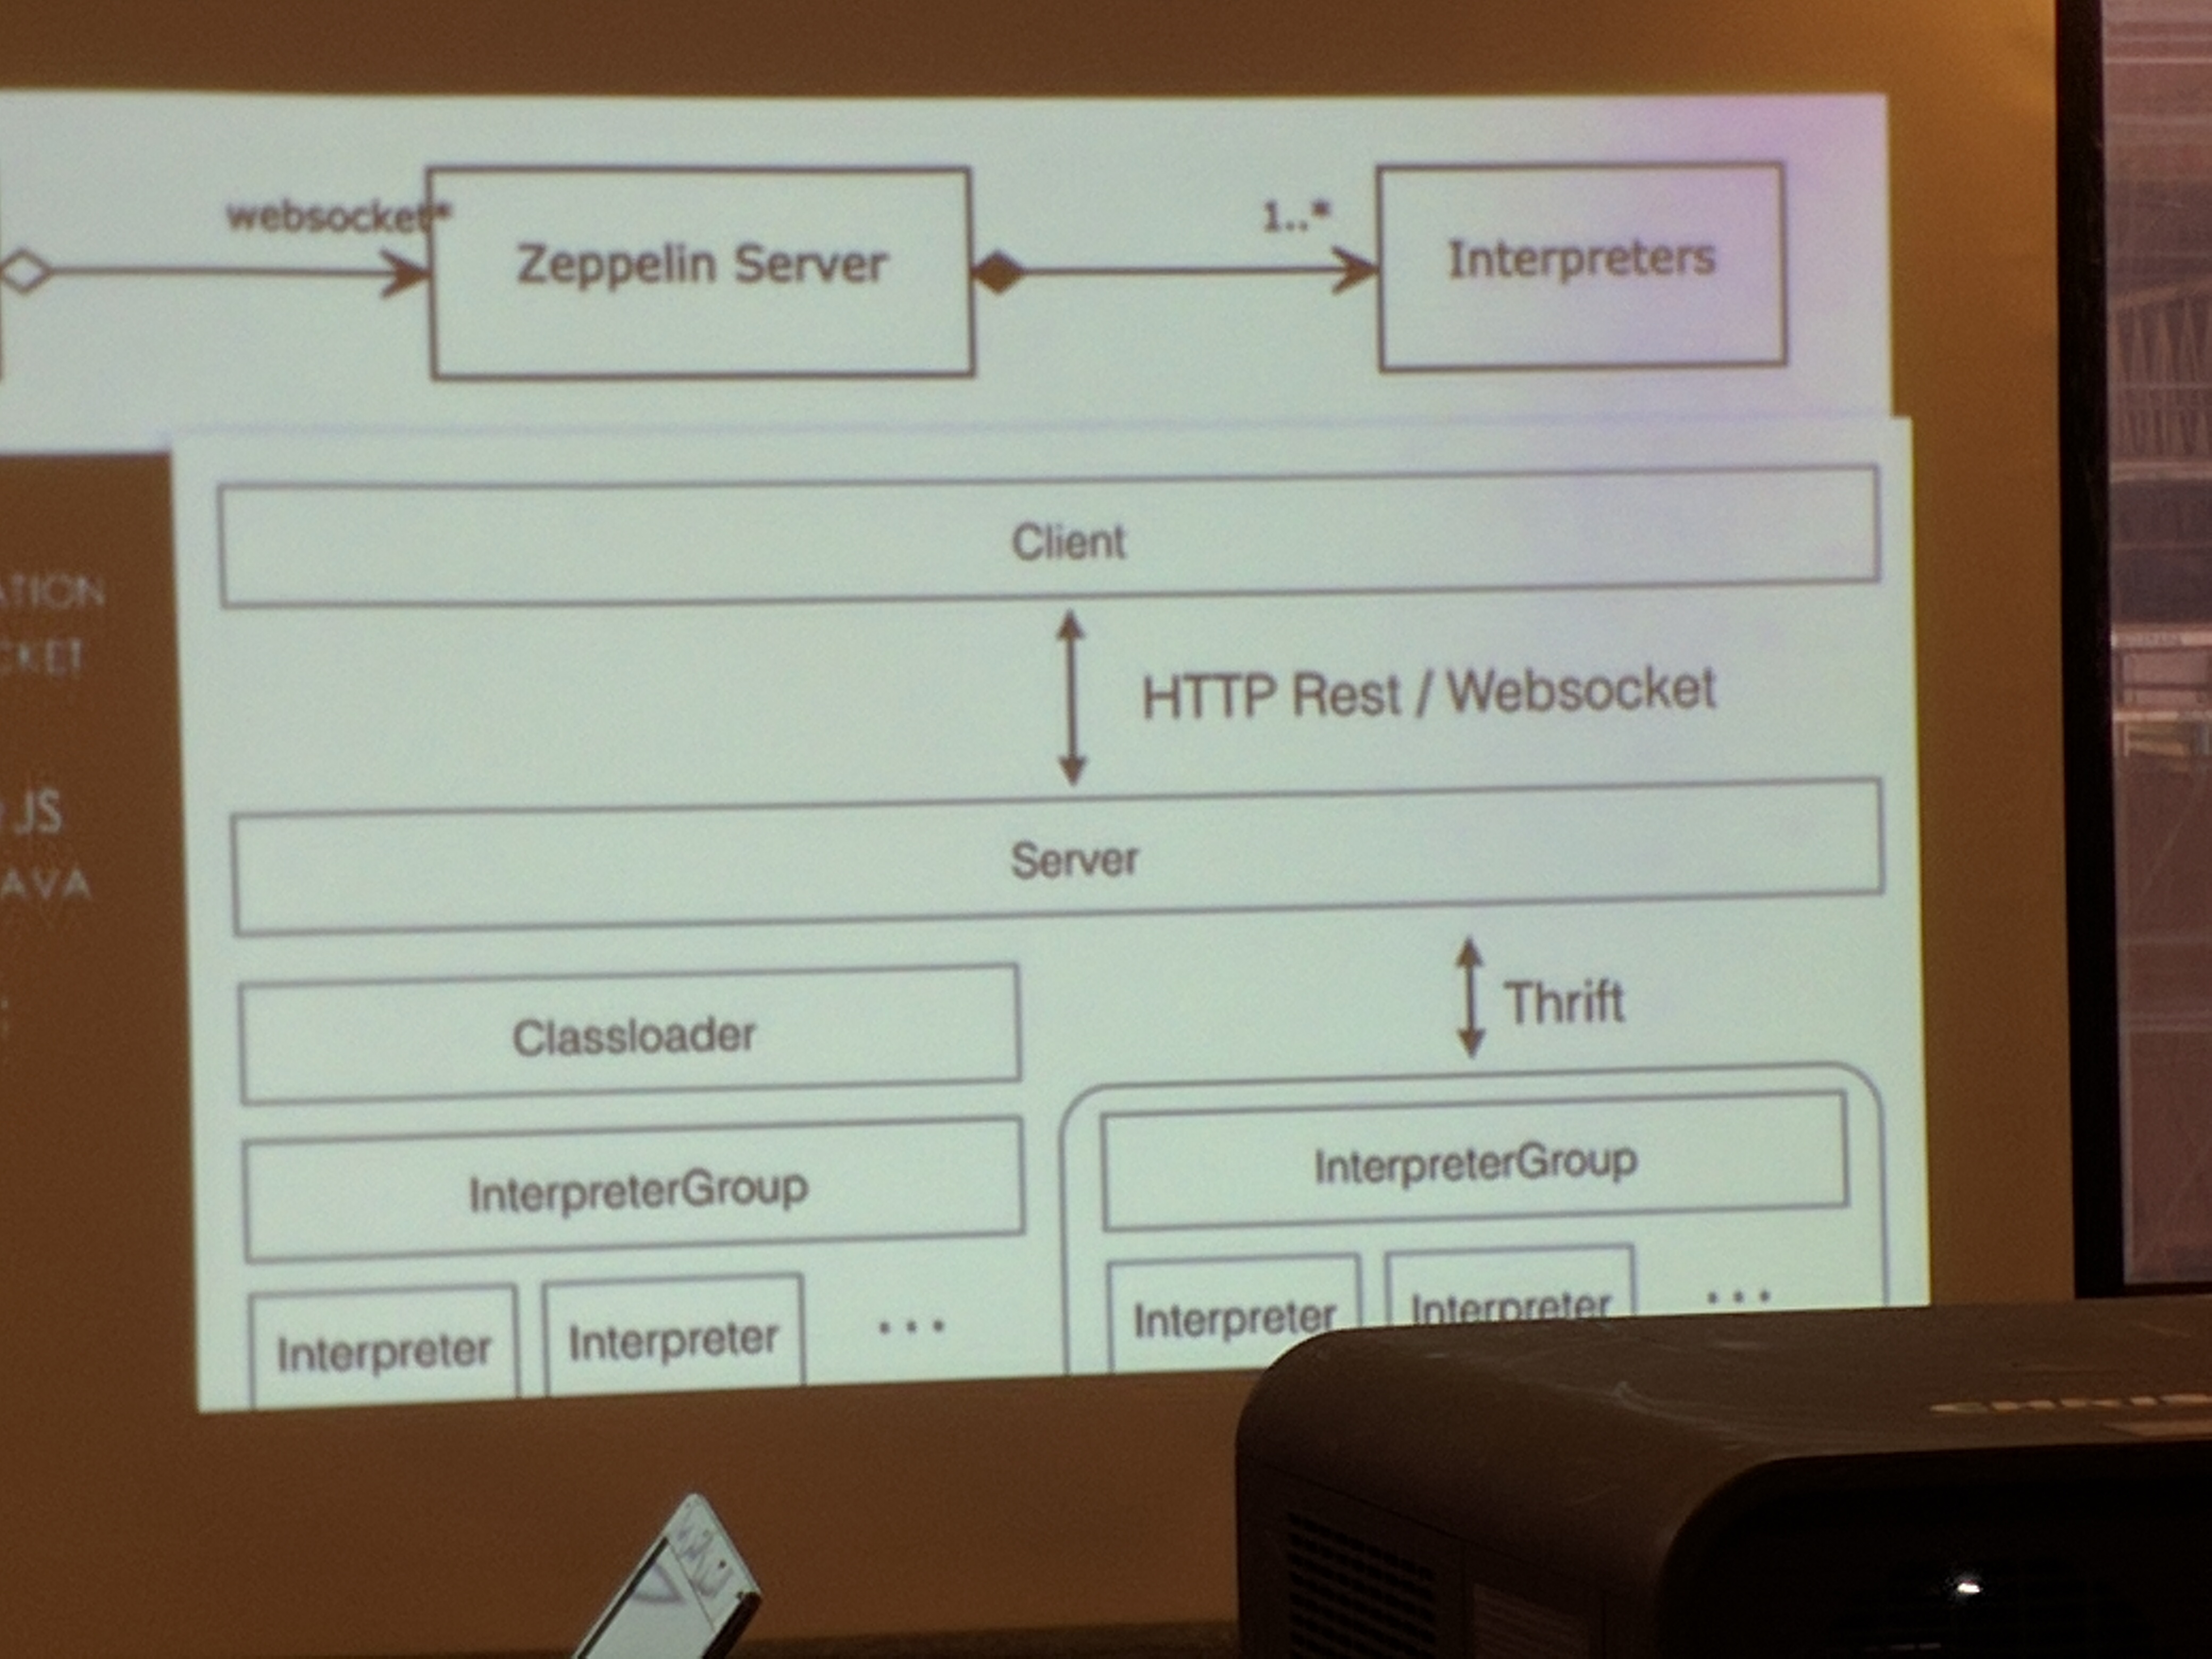 websocket*
Zeppelin Server
1..*
Interpreters
Client
HTTP Rest / Websocket
Server
Thrift
Classloader
InterpreterGroup
InterpreterGroup
Interpreter
Interpreter
...
Interpreter
Interpreter
...
ATION
CKET
JS
AVA